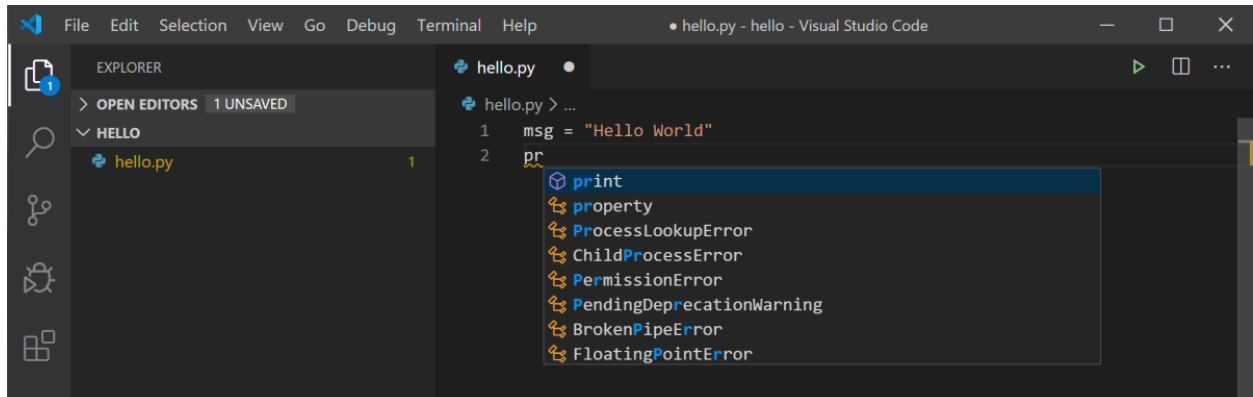 File Edit Selection View Go Debug Terminal Help ● hello.py - hello - Visual Studio Code
EXPLORER
1
> OPEN EDITORS 1 UNSAVED
HELLO
hello.py 1
hello.py ●
hello.py > ...
1 msg = "Hello World"
2 pr
print
property
ProcessLookupError
ChildProcessError
PermissionError
PendingDeprecationWarning
BrokenPipeError
FloatingPointError